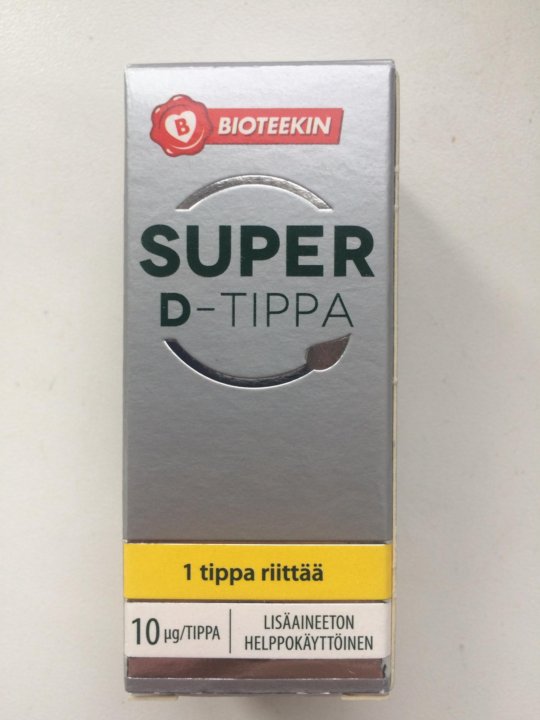 B BIOTEEKIN
SUPER
D-TIPPA
1 tippa riittää
10 µg/TIPPA
LISÄAINEETON
HELPPOKÄYTTÖINEN